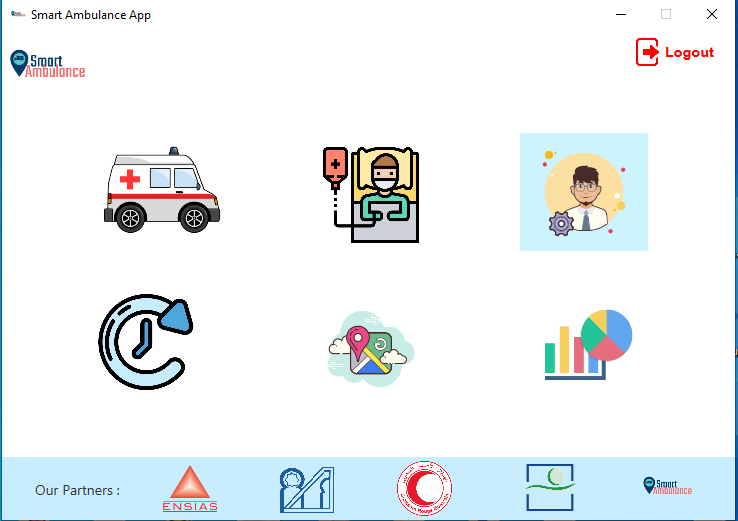 Smart Ambulance App
Smart
Ambulance
Logout
Our Partners :
ENSIAS
Smart
Ambulance